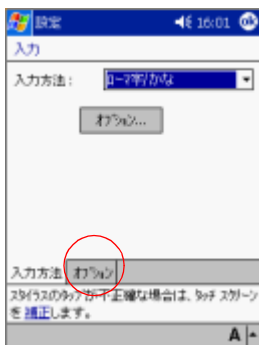 設定 16:01 ok
入力
入力方法： ローマ字/かな
オプション...
入力方法 オプション
スタイラスのタップが不正確な場合は、タッチ スクリーン
を補正します。
A